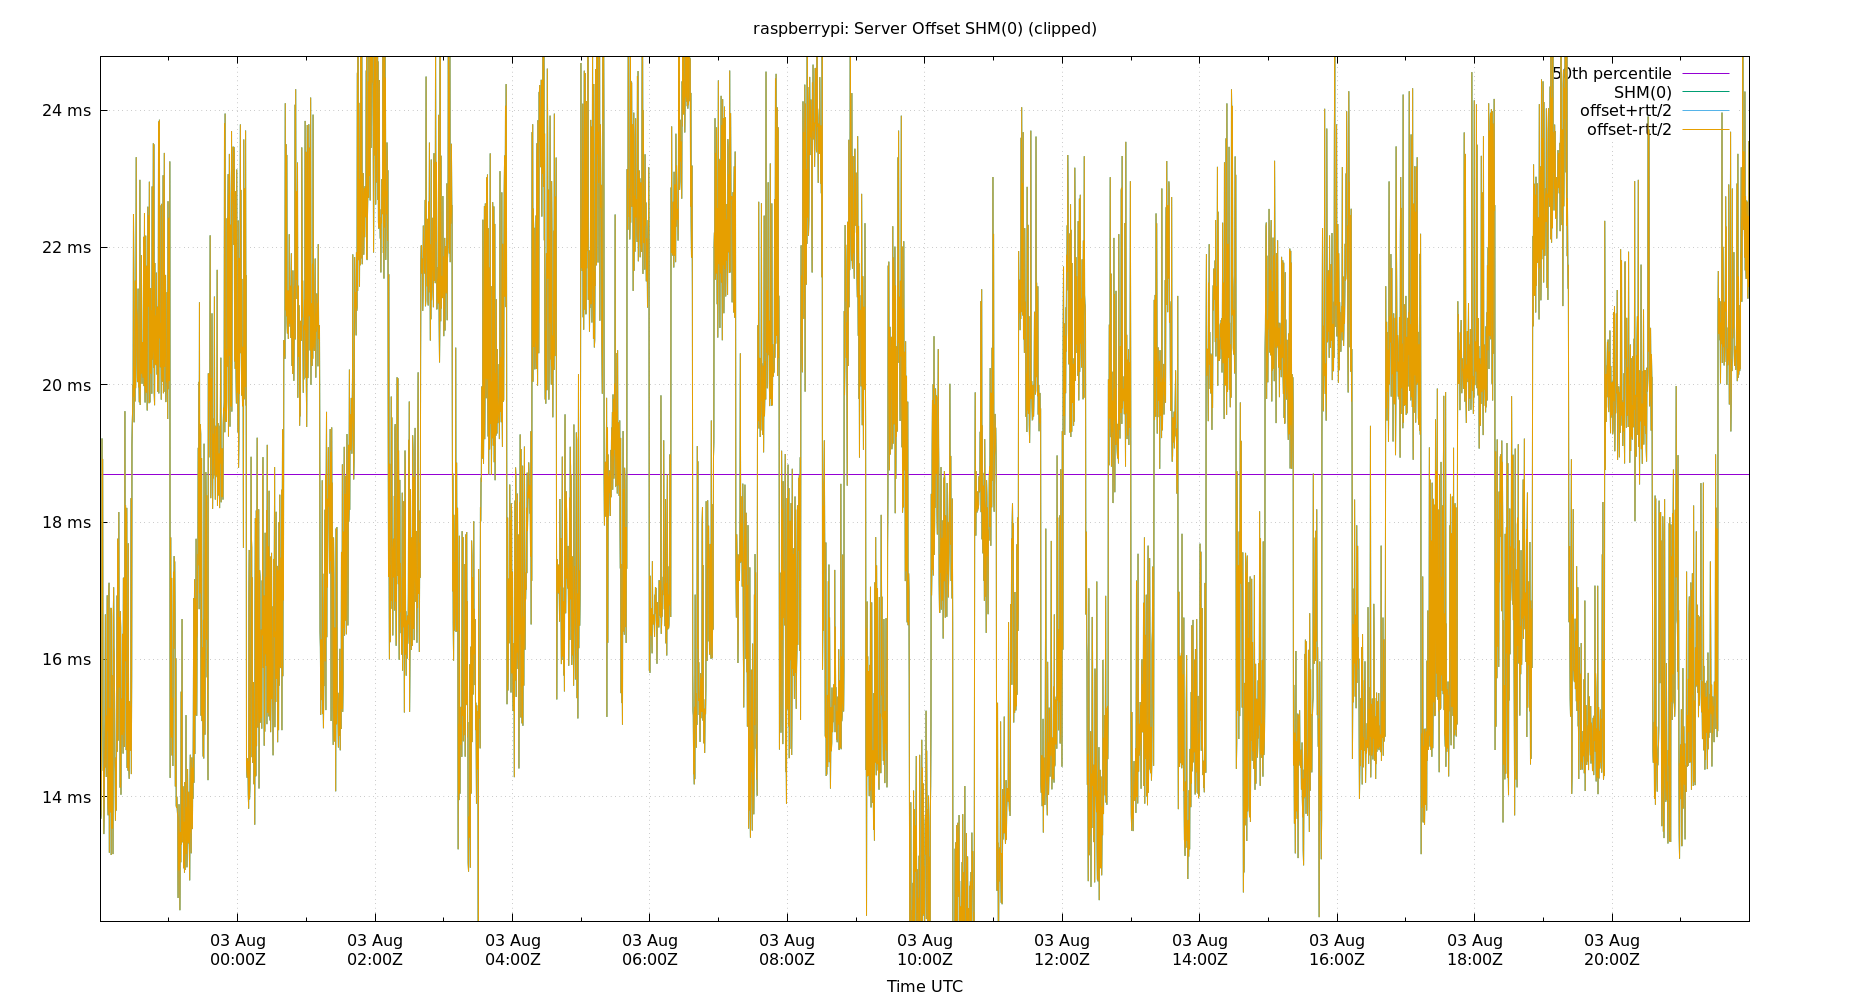 raspberrypi: Server Offset SHM(0) (clipped)
50th percentile
SHM(0)
offset+rtt/2
offset-rtt/2
24 ms
22 ms
20 ms
18 ms
16 ms
14 ms
03 Aug 03 Aug 03 Aug 03 Aug 03 Aug 03 Aug 03 Aug 03 Aug 03 Aug 03 Aug 03 Aug
00:00Z 02:00Z 04:00Z 06:00Z 08:00Z 10:00Z 12:00Z 14:00Z 16:00Z 18:00Z 20:00Z
Time UTC